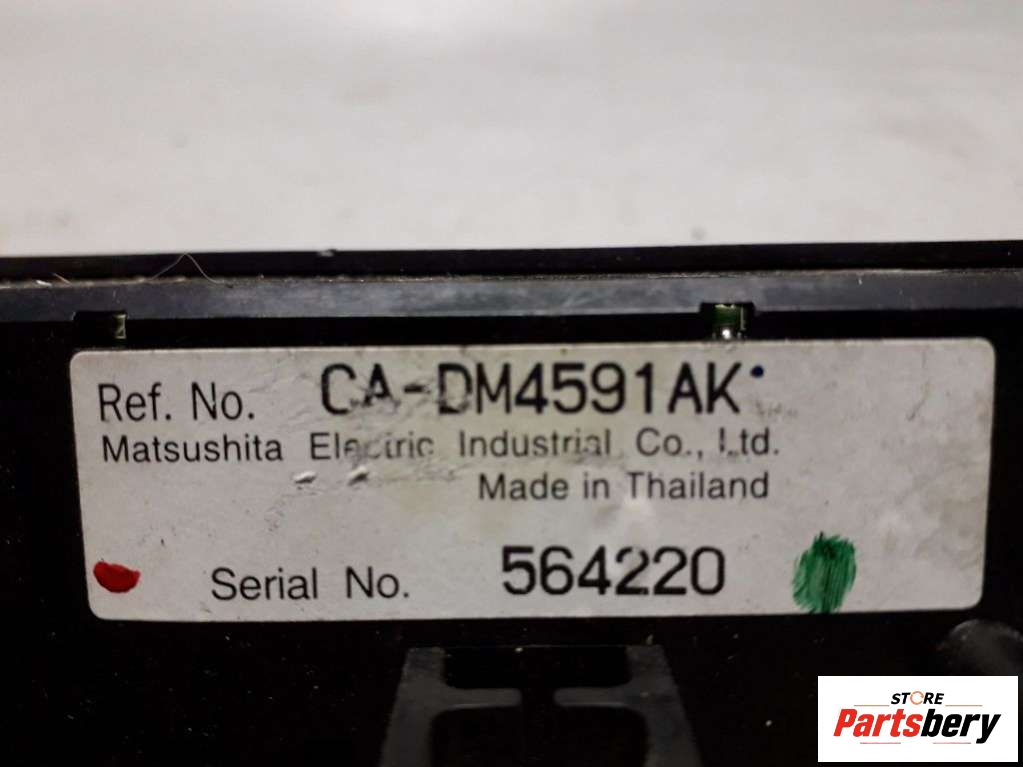 Ref. No. CA-DM4591AK
Matsushita Electric Industrial Co., Ltd.
Made in Thailand
Serial No. 564220
STORE
Partsbery